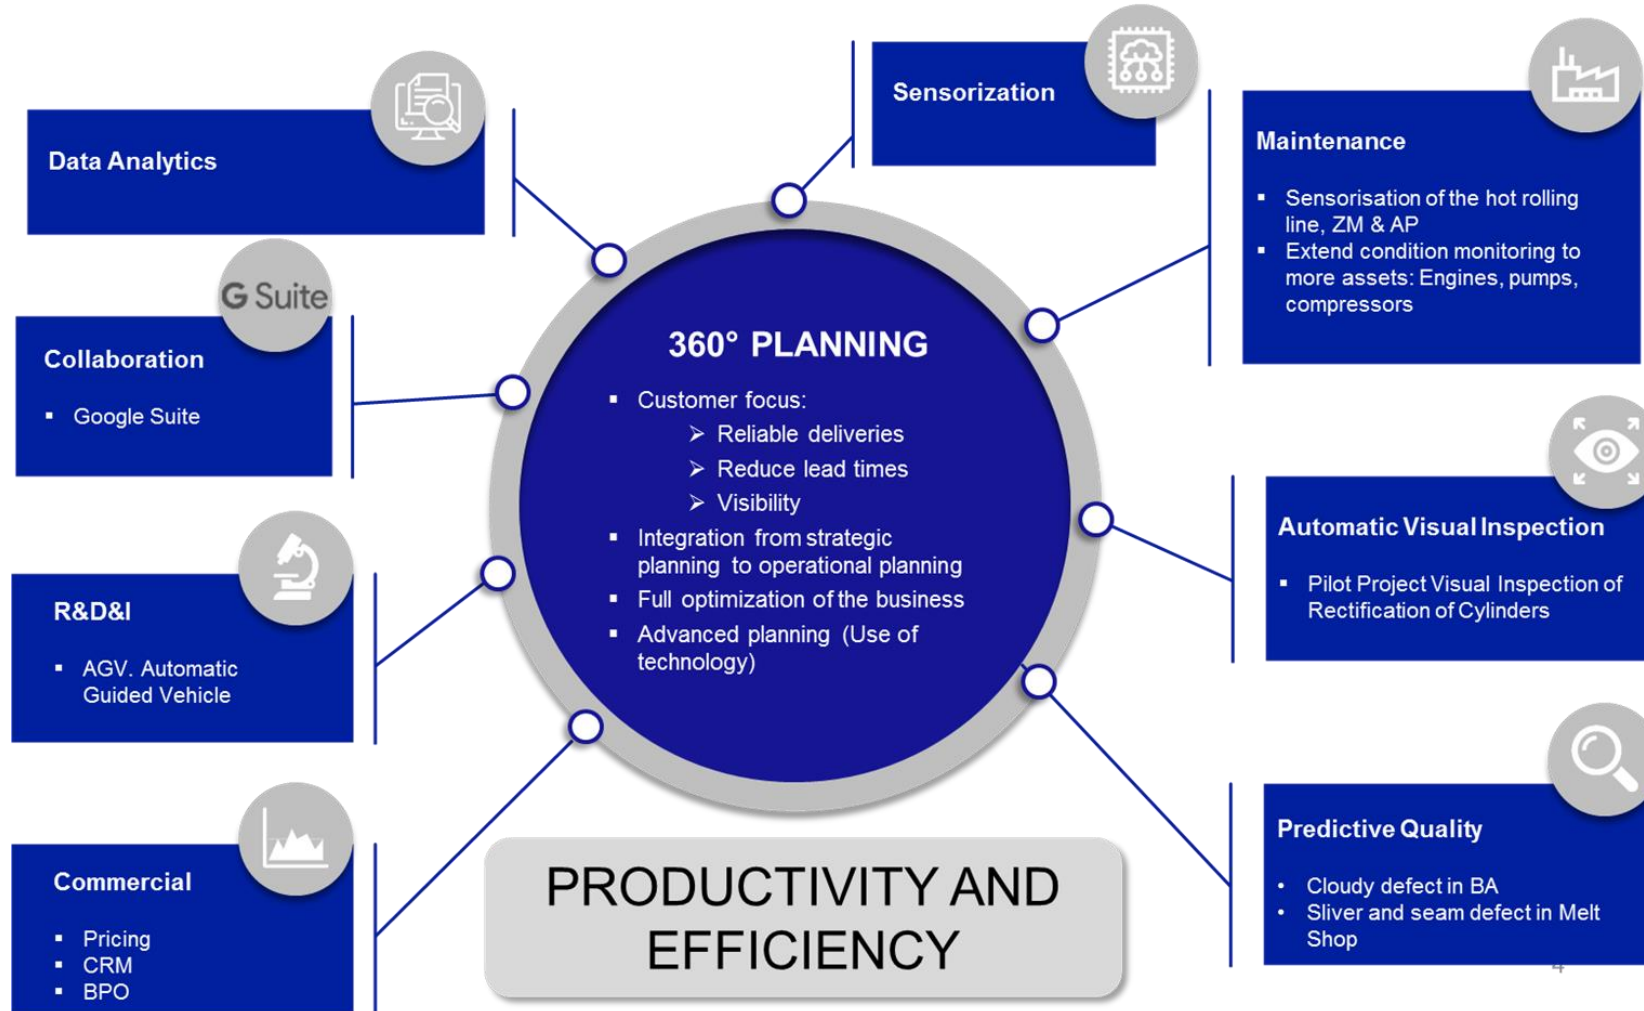 Data Analytics
G Suite
Collaboration
▪ Google Suite
R&D&I
▪ AGV. Automatic
Guided Vehicle
Commercial
▪ Pricing
▪ CRM
▪ BPO
360° PLANNING
▪ Customer focus:
➢ Reliable deliveries
➢ Reduce lead times
➢ Visibility
▪ Integration from strategic
planning to operational planning
▪ Full optimization of the business
▪ Advanced planning (Use of
technology)
PRODUCTIVITY AND
EFFICIENCY
Sensorization
Maintenance
▪ Sensorisation of the hot rolling
line, ZM & AP
▪ Extend condition monitoring to
more assets: Engines, pumps,
compressors
Automatic Visual Inspection
▪ Pilot Project Visual Inspection of
Rectification of Cylinders
Predictive Quality
• Cloudy defect in BA
• Sliver and seam defect in Melt
Shop
4